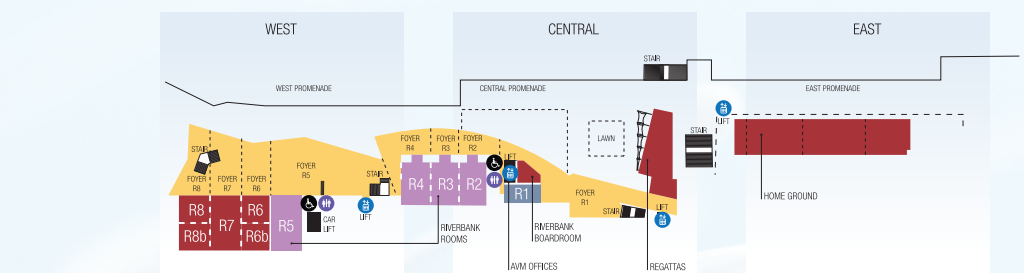 WEST
CENTRAL
EAST
STAIR
WEST PROMENADE
CENTRAL PROMENADE
EAST PROMENADE
LIFT
STAIR
LAWN
STAIR
FOYER
R4
FOYER
R3
FOYER
R2
LIFT
FOYER
R5
FOYER
R8
FOYER
R7
FOYER
R6
STAIR
R4
R3
R2
R1
FOYER
R1
HOME GROUND
R8
R7
R6
R5
CAR
LIFT
LIFT
STAIR
LIFT
R8b
R6b
RIVERBANK
ROOMS
RIVERBANK
BOARDROOM
AVM OFFICES
REGATTAS